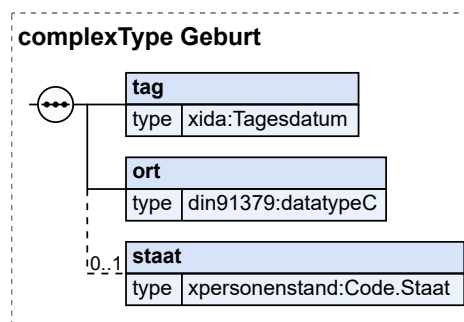 complexType Geburt
tag
type xida:Tagesdatum
ort
type din91379:datatypeC
0..1 staat
type xpersonenstand:Code.Staat